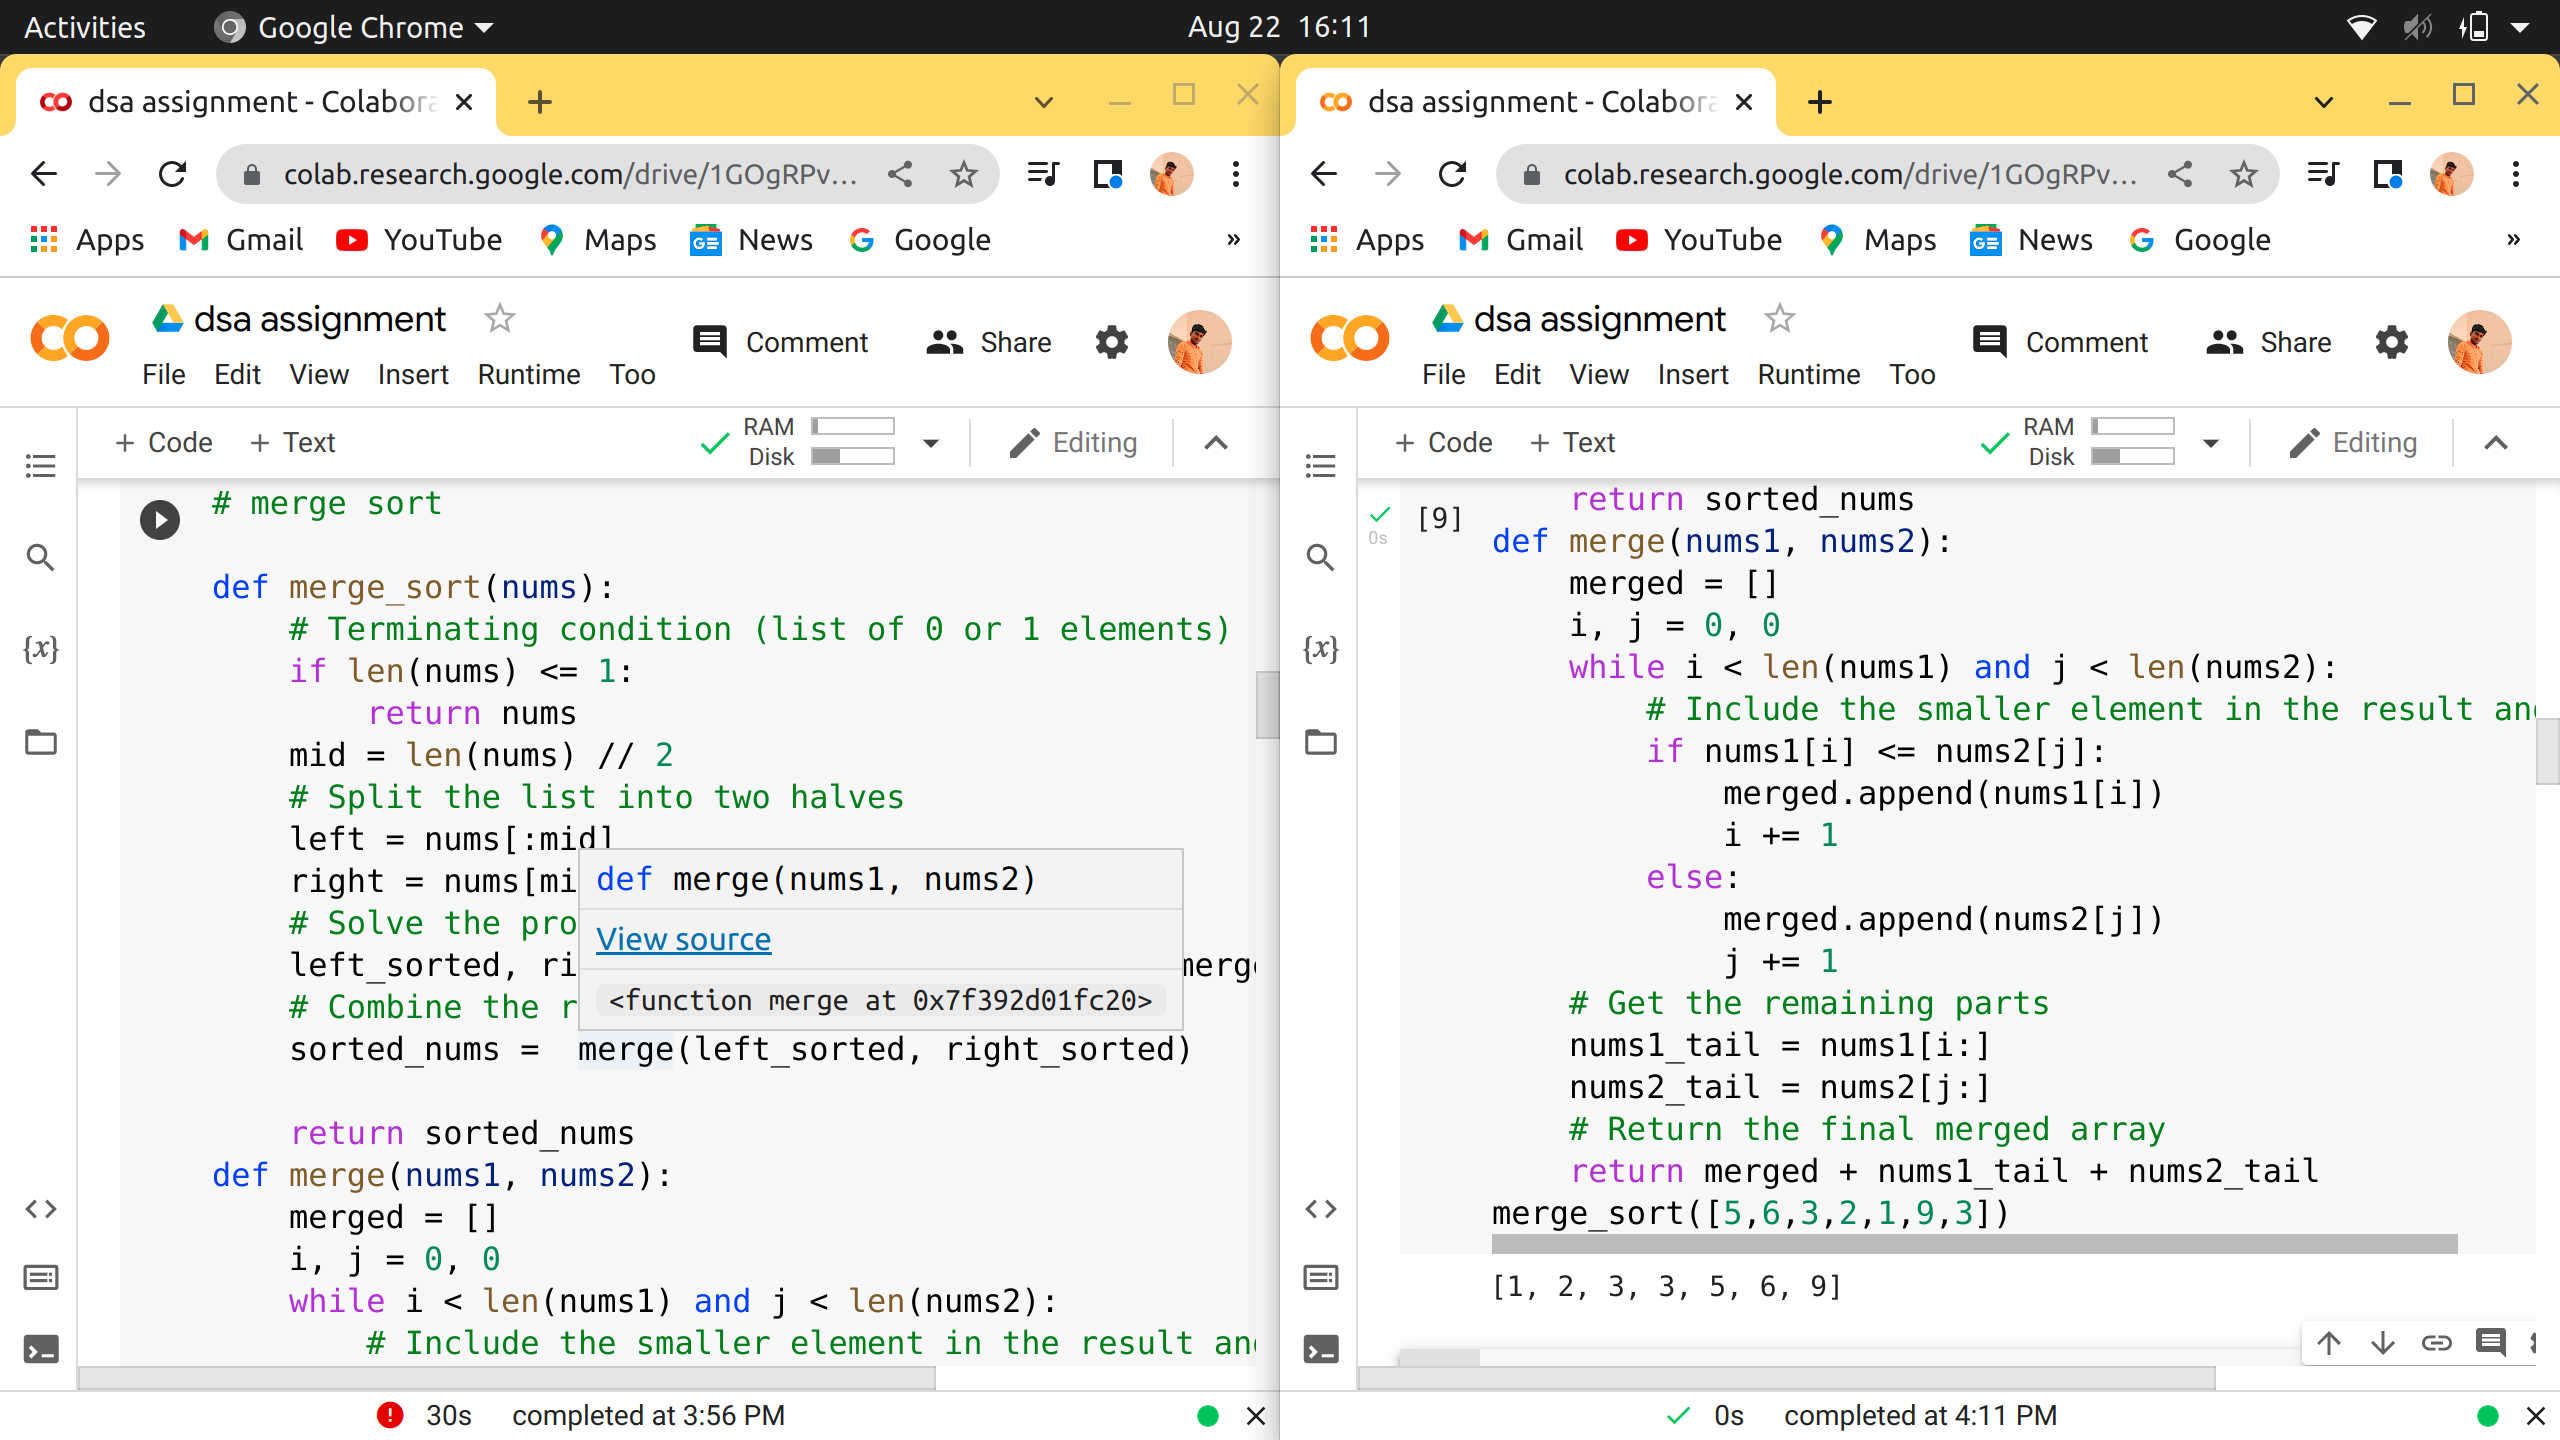 Activities Google Chrome Aug 22 16:11
dsa assignment - Colabora
colab.research.google.com/drive/1GOgRPv...
Apps Gmail YouTube Maps News Google »
dsa assignment
Comment Share
File Edit View Insert Runtime Too
+ Code + Text RAM Disk Editing
# merge sort
def merge_sort(nums):
# Terminating condition (list of 0 or 1 elements)
if len(nums) <= 1:
return nums
mid = len(nums) // 2
# Split the list into two halves
left = nums[:mid]
right = nums[mi
# Solve the pro
left_sorted, ri merge
# Combine the r
def merge(nums1, nums2)
View source
<function merge at 0x7f392d01fc20>
sorted_nums =  merge(left_sorted, right_sorted)
return sorted_nums
def merge(nums1, nums2):
merged = []
i, j = 0, 0
while i < len(nums1) and j < len(nums2):
# Include the smaller element in the result and
30s completed at 3:56 PM
dsa assignment - Colabora
colab.research.google.com/drive/1GOgRPv...
Apps Gmail YouTube Maps News Google »
dsa assignment
Comment Share
File Edit View Insert Runtime Too
+ Code + Text RAM Disk Editing
[9]
0s
return sorted_nums
def merge(nums1, nums2):
merged = []
i, j = 0, 0
while i < len(nums1) and j < len(nums2):
# Include the smaller element in the result and
if nums1[i] <= nums2[j]:
merged.append(nums1[i])
i += 1
else:
merged.append(nums2[j])
j += 1
# Get the remaining parts
nums1_tail = nums1[i:]
nums2_tail = nums2[j:]
# Return the final merged array
return merged + nums1_tail + nums2_tail
merge_sort([5,6,3,2,1,9,3])
[1, 2, 3, 3, 5, 6, 9]
0s completed at 4:11 PM